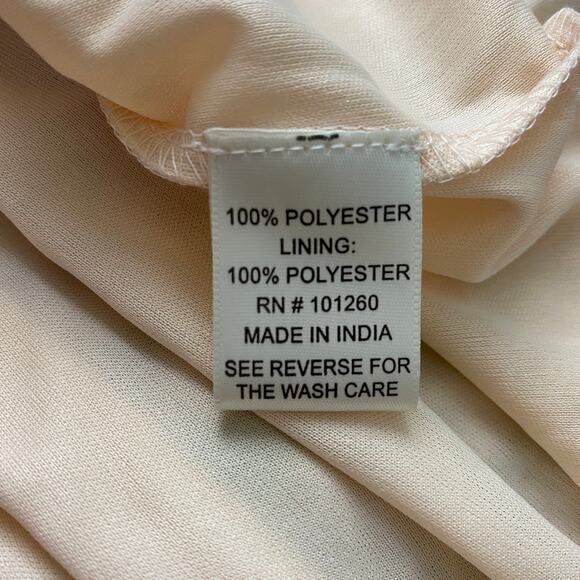 100% POLYESTER
LINING:
100% POLYESTER
RN # 101260
MADE IN INDIA
SEE REVERSE FOR
THE WASH CARE